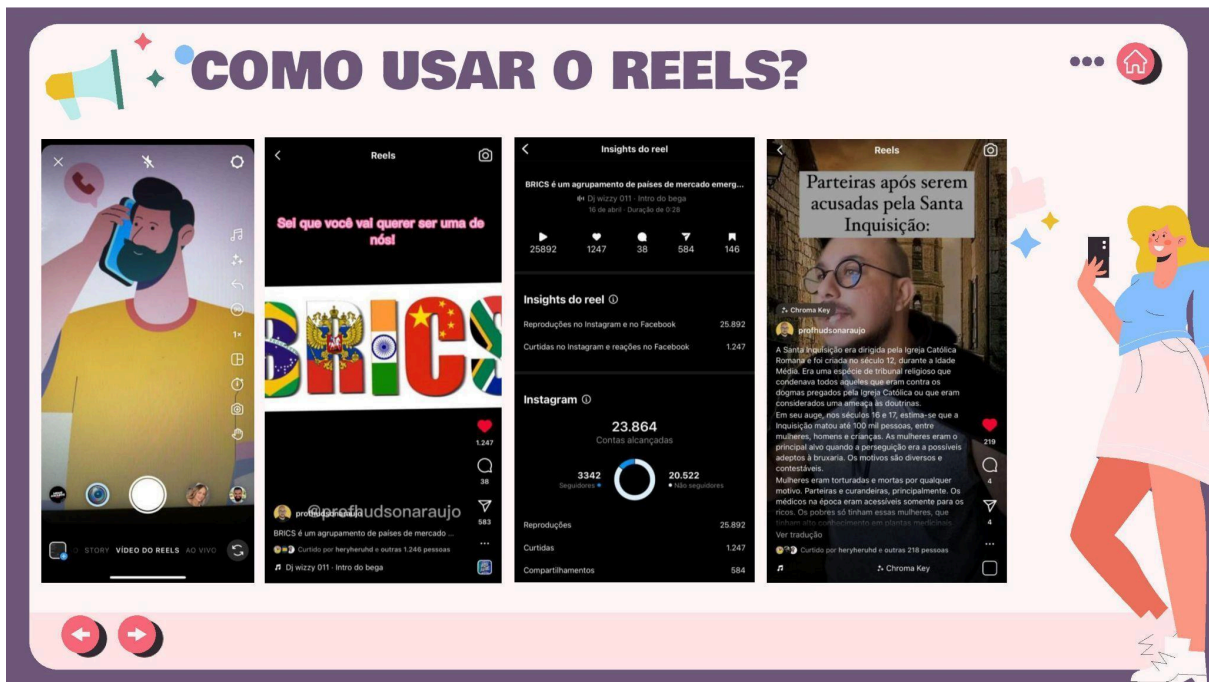 COMO USAR O REELS?
1×
STORY VÍDEO DO REELS AO VIVO
Reels
Sei que você vai querer ser uma de
nós!
BRICS
1.247
38
583
@profhudsonaraujo
profhudsonaraujo
BRICS é um agrupamento de países de mercado ...
Curtido por heryheruhd e outras 1.246 pessoas
Dj wizzy 011 · Intro do bega
Insights do reel
BRICS é um agrupamento de países de mercado emerg...
Dj wizzy 011 · Intro do bega
16 de abril · Duração de 0:28
25892 1247 38 584 146
Insights do reel
Reproduções no Instagram e no Facebook 25.892
Curtidas no Instagram e reações no Facebook 1.247
Instagram
23.864
Contas alcançadas
3342 20.522
Seguidores Não seguidores
Reproduções 25.892
Curtidas 1.247
Compartilhamentos 584
Reels
Parteiras após serem
acusadas pela Santa
Inquisição:
Chroma Key
profhudsonaraujo
A Santa Inquisição era dirigida pela Igreja Católica
Romana e foi criada no século 12, durante a Idade
Média. Era uma espécie de tribunal religioso que
condenava todos aqueles que eram contra os
dogmas pregados pela Igreja Católica ou que eram
considerados uma ameaça às doutrinas.
Em seu auge, nos séculos 16 e 17, estima-se que a
Inquisição matou até 100 mil pessoas, entre
mulheres, homens e crianças. As mulheres eram o
principal alvo quando a perseguição era a possíveis
adeptos à bruxaria. Os motivos são diversos e
contestáveis.
Mulheres eram torturadas e mortas por qualquer
motivo. Parteiras e curandeiras, principalmente. Os
médicos na época eram acessíveis somente para os
ricos. Os pobres só tinham essas mulheres, que
tinham alto conhecimento em plantas medicinais
Ver tradução
219
4
4
Curtido por heryheruhd e outras 218 pessoas
Chroma Key